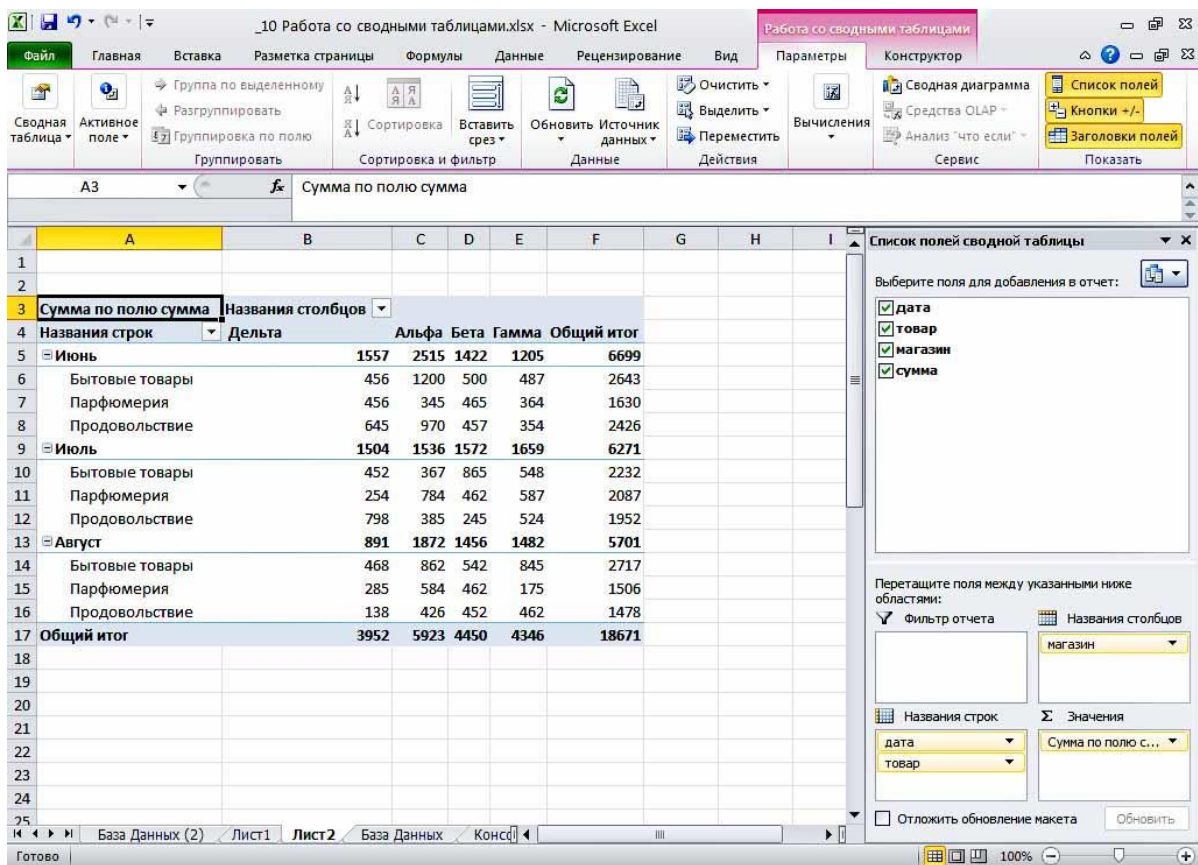 _10 Работа со сводными таблицами.xlsx - Microsoft Excel
Работа со сводными таблицами
Файл Главная Вставка Разметка страницы Формулы Данные Рецензирование Вид Параметры Конструктор
Сводная таблица
Активное поле
Группа по выделенному
Разгруппировать
Группировка по полю
Группировать
Сортировка
Вставить срез
Сортировка и фильтр
Обновить
Источник данных
Данные
Очистить
Выделить
Переместить
Действия
Вычисления
Сводная диаграмма
Средства OLAP
Анализ "что если"
Сервис
Список полей
Кнопки +/-
Заголовки полей
Показать
A3 fx Сумма по полю сумма
A B C D E F G H I
1
2
3 Сумма по полю сумма Названия столбцов
4 Названия строк Дельта Альфа Бета Гамма Общий итог
5 Июнь 1557 2515 1422 1205 6699
6 Бытовые товары 456 1200 500 487 2643
7 Парфюмерия 456 345 465 364 1630
8 Продовольствие 645 970 457 354 2426
9 Июль 1504 1536 1572 1659 6271
10 Бытовые товары 452 367 865 548 2232
11 Парфюмерия 254 784 462 587 2087
12 Продовольствие 798 385 245 524 1952
13 Август 891 1872 1456 1482 5701
14 Бытовые товары 468 862 542 845 2717
15 Парфюмерия 285 584 462 175 1506
16 Продовольствие 138 426 452 462 1478
17 Общий итог 3952 5923 4450 4346 18671
18
19
20
21
22
23
24
25
Список полей сводной таблицы
Выберите поля для добавления в отчет:
дата
товар
магазин
сумма
Перетащите поля между указанными ниже
областями:
Фильтр отчета Названия столбцов
магазин
Названия строк Σ Значения
дата Сумма по полю с...
товар
Отложить обновление макета Обновить
База Данных (2) Лист1 Лист2 База Данных
Готово 100%